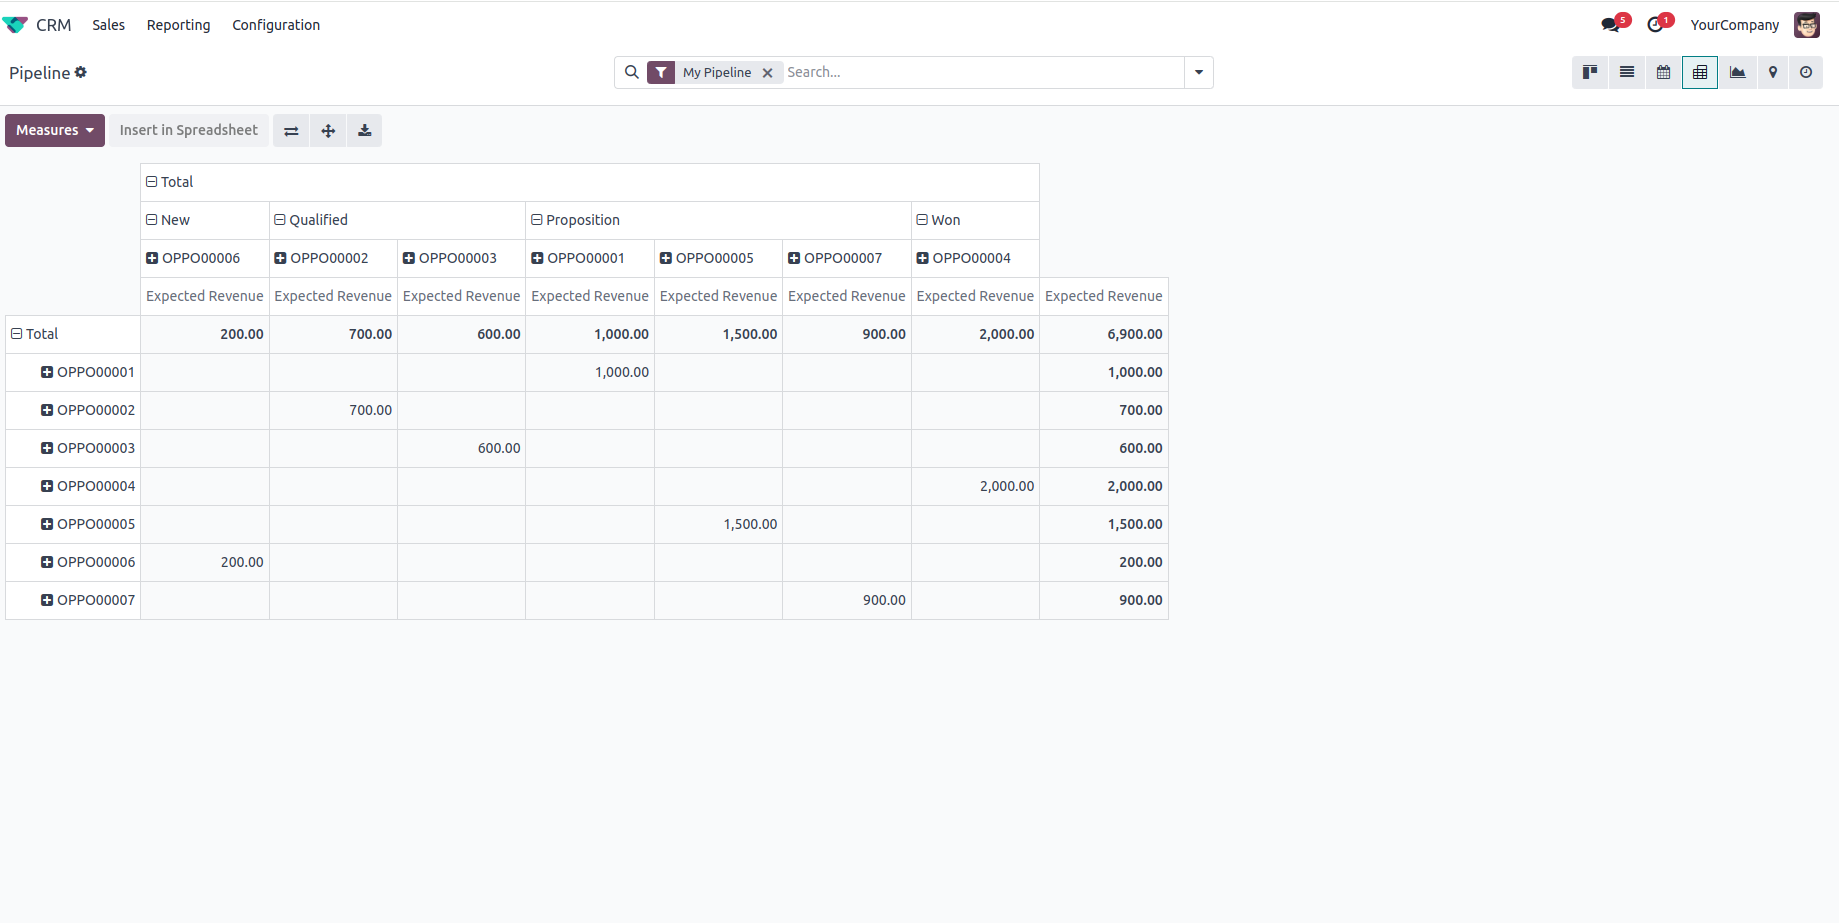 CRM Sales Reporting Configuration 5 1 YourCompany
Pipeline My Pipeline Search...
Measures Insert in Spreadsheet
Total
New Qualified Proposition Won
OPPO00006 OPPO00002 OPPO00003 OPPO00001 OPPO00005 OPPO00007 OPPO00004
Expected Revenue Expected Revenue Expected Revenue Expected Revenue Expected Revenue Expected Revenue Expected Revenue Expected Revenue
Total 200.00 700.00 600.00 1,000.00 1,500.00 900.00 2,000.00 6,900.00
OPPO00001 1,000.00 1,000.00
OPPO00002 700.00 700.00
OPPO00003 600.00 600.00
OPPO00004 2,000.00 2,000.00
OPPO00005 1,500.00 1,500.00
OPPO00006 200.00 200.00
OPPO00007 900.00 900.00